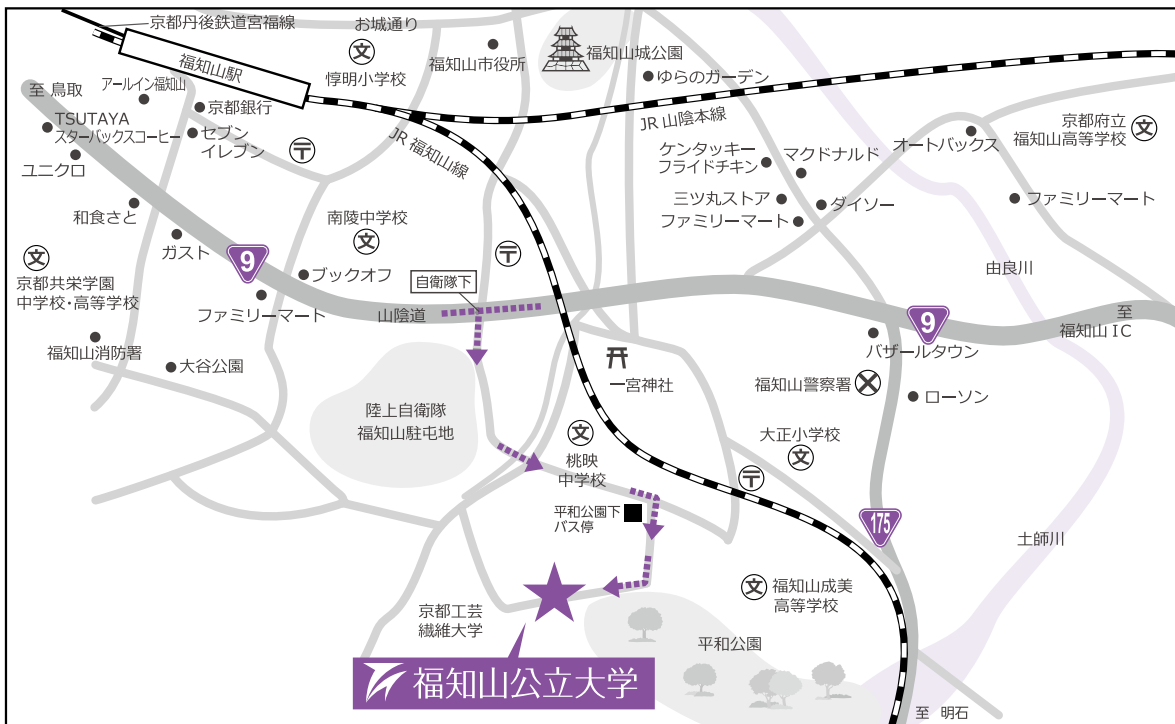 京都丹後鉄道宮福線
お城通り
福知山駅
文
惇明小学校
福知山市役所
福知山城公園
ゆらのガーデン
至 鳥取
アールイン福知山
京都銀行
TSUTAYA
スターバックスコーヒー
セブン
イレブン
〒
JR 福知山線
JR 山陰本線
京都府立
福知山高等学校
文
オートバックス
ユニクロ
ケンタッキー
フライドチキン
マクドナルド
三ツ丸ストア
ダイソー
ファミリーマート
ファミリーマート
和食さと
南陵中学校
文
ガスト
〒
文
京都共栄学園
中学校・高等学校
9
ブックオフ
自衛隊下
由良川
ファミリーマート
山陰道
9
至
福知山 IC
福知山消防署
大谷公園
一宮神社
バザールタウン
福知山警察署
ローソン
陸上自衛隊
福知山駐屯地
文
桃映
中学校
大正小学校
文
〒
平和公園下
バス停
175
土師川
文
福知山成美
高等学校
京都工芸
繊維大学
平和公園
福知山公立大学
至 明石